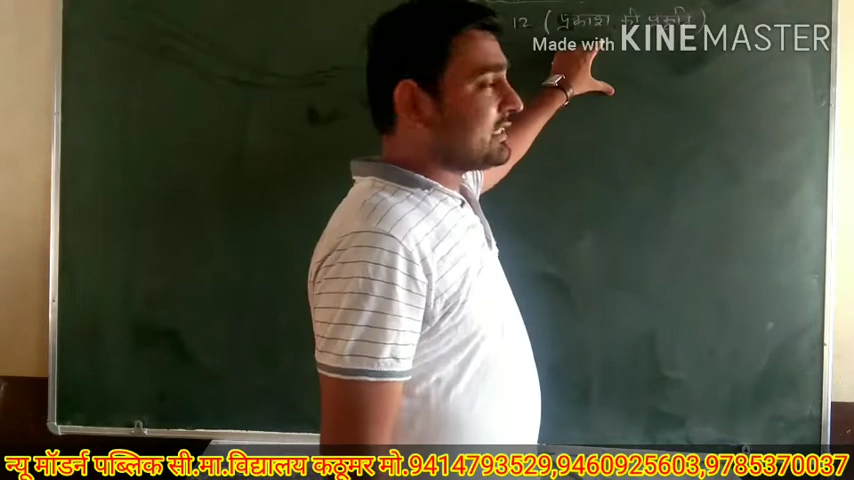 12 ( प्रकाश की प्रकृति )
Made with KINEMASTER
न्यू मॉडर्न पब्लिक सी.मा.विद्यालय कठूमर मो.9414793529,9460925603,9785370037